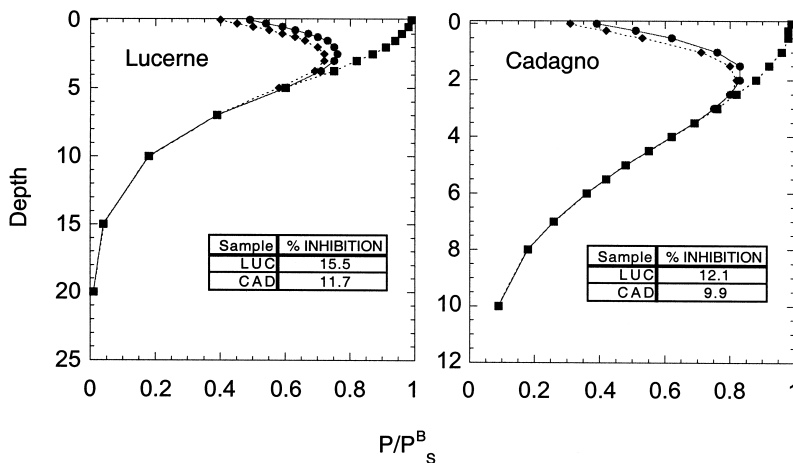 0
5
10
15
20
25
Depth
Lucerne
Sample % INHIBITION
LUC 15.5
CAD 11.7
0 0.2 0.4 0.6 0.8 1
0
2
4
6
8
10
12
Cadagno
Sample % INHIBITION
LUC 12.1
CAD 9.9
0 0.2 0.4 0.6 0.8 1
P/P^B_S